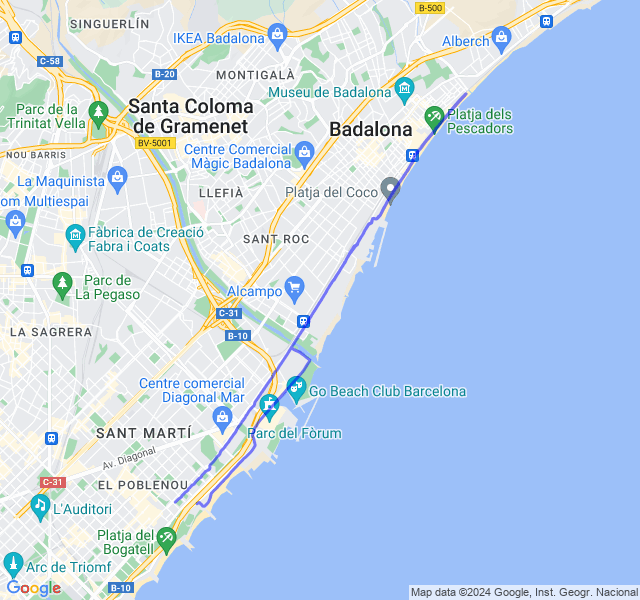 B-500
SINGUERLÍN
IKEA Badalona
Alberch
C-58
B-20
MONTIGALÀ
Museu de Badalona
Parc de la
Trinitat Vella
Santa Coloma
de Gramenet
Platja dels
Pescadors
Badalona
BV-5001
NOU BARRIS
Centre Comercial
Màgic Badalona
La Maquinista
Platja del Coco
LLEFIÀ
om Multiespai
Fàbrica de Creació
Fabra i Coats
SANT ROC
Parc de
La Pegaso
Alcampo
C-31
LA SAGRERA
B-10
Centre comercial
Diagonal Mar
Go Beach Club Barcelona
SANT MARTÍ
Parc del Fòrum
Av. Diagonal
C-31
EL POBLENOU
L'Auditori
Platja del
Bogatell
Arc de Triomf
B-10
Google
Map data ©2024 Google, Inst. Geogr. Nacional